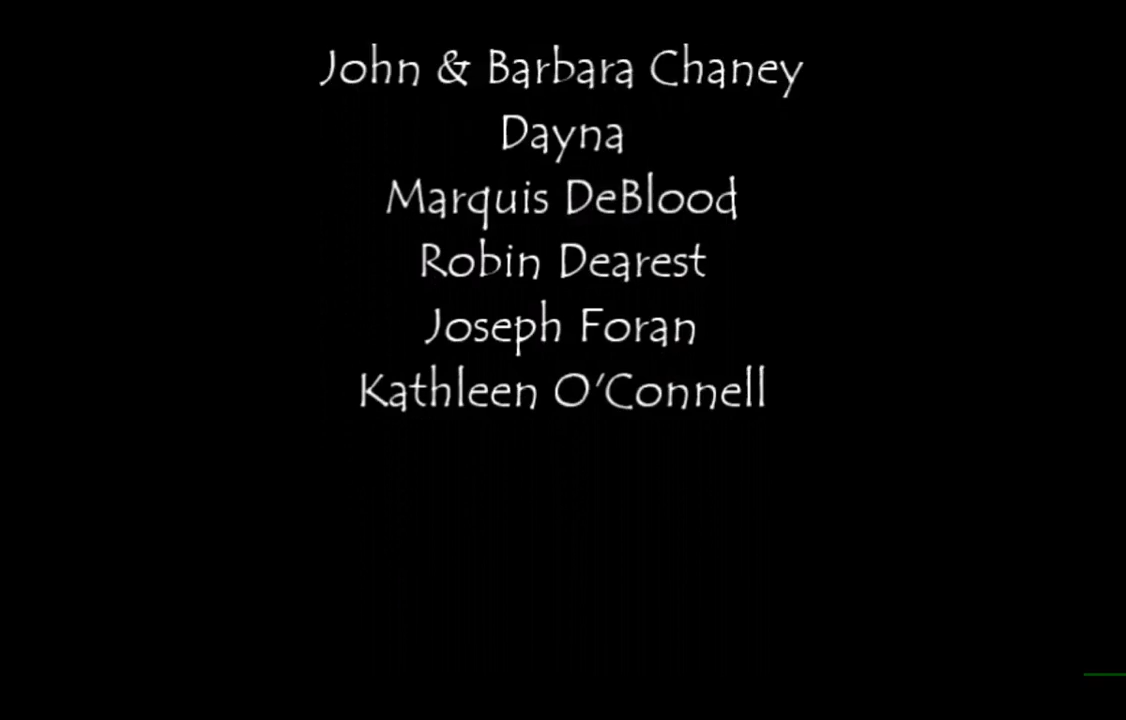 John & Barbara Chaney
Dayna
Marquis DeBlood
Robin Dearest
Joseph Foran
Kathleen O'Connell